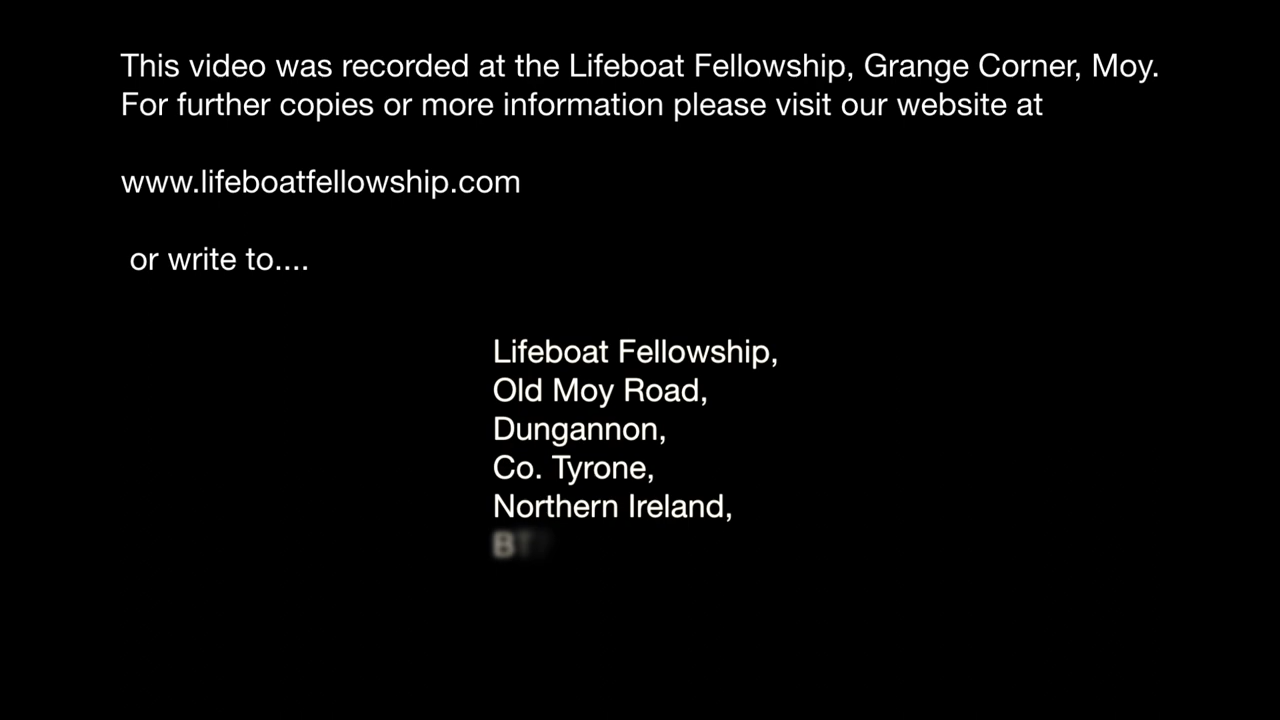 This video was recorded at the Lifeboat Fellowship, Grange Corner, Moy.
For further copies or more information please visit our website at
www.lifeboatfellowship.com
or write to....
Lifeboat Fellowship,
Old Moy Road,
Dungannon,
Co. Tyrone,
Northern Ireland,